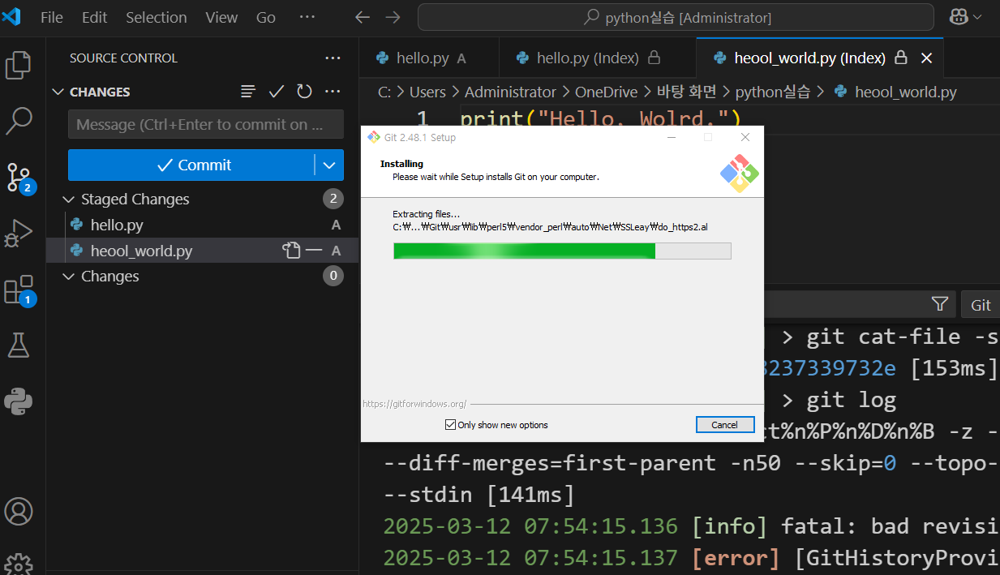 File Edit Selection View Go ··· python실습 [Administrator]
SOURCE CONTROL ···
CHANGES ···
Message (Ctrl+Enter to commit on ...
Commit
Staged Changes 2
hello.py A
heool_world.py A
Changes 0
2
1
hello.py A hello.py (Index) heool_world.py (Index)
C: > Users > Administrator > OneDrive > 바탕 화면 > python실습 > heool_world.py
1 print("Hello, Wolrd.")
Git 2.48.1 Setup
Installing
Please wait while Setup installs Git on your computer.
Extracting files...
C:₩...₩Git₩usr₩lib₩perl5₩vendor_perl₩auto₩Net₩SSLeay₩do_https2.al
https://gitforwindows.org/
Only show new options
Cancel
Git
> git cat-file -s
8237339732e [153ms]
> git log
ct%n%P%n%D%n%B -z -
--diff-merges=first-parent -n50 --skip=0 --topo-
--stdin [141ms]
2025-03-12 07:54:15.136 [info] fatal: bad revisi
2025-03-12 07:54:15.137 [error] [GitHistoryProvi